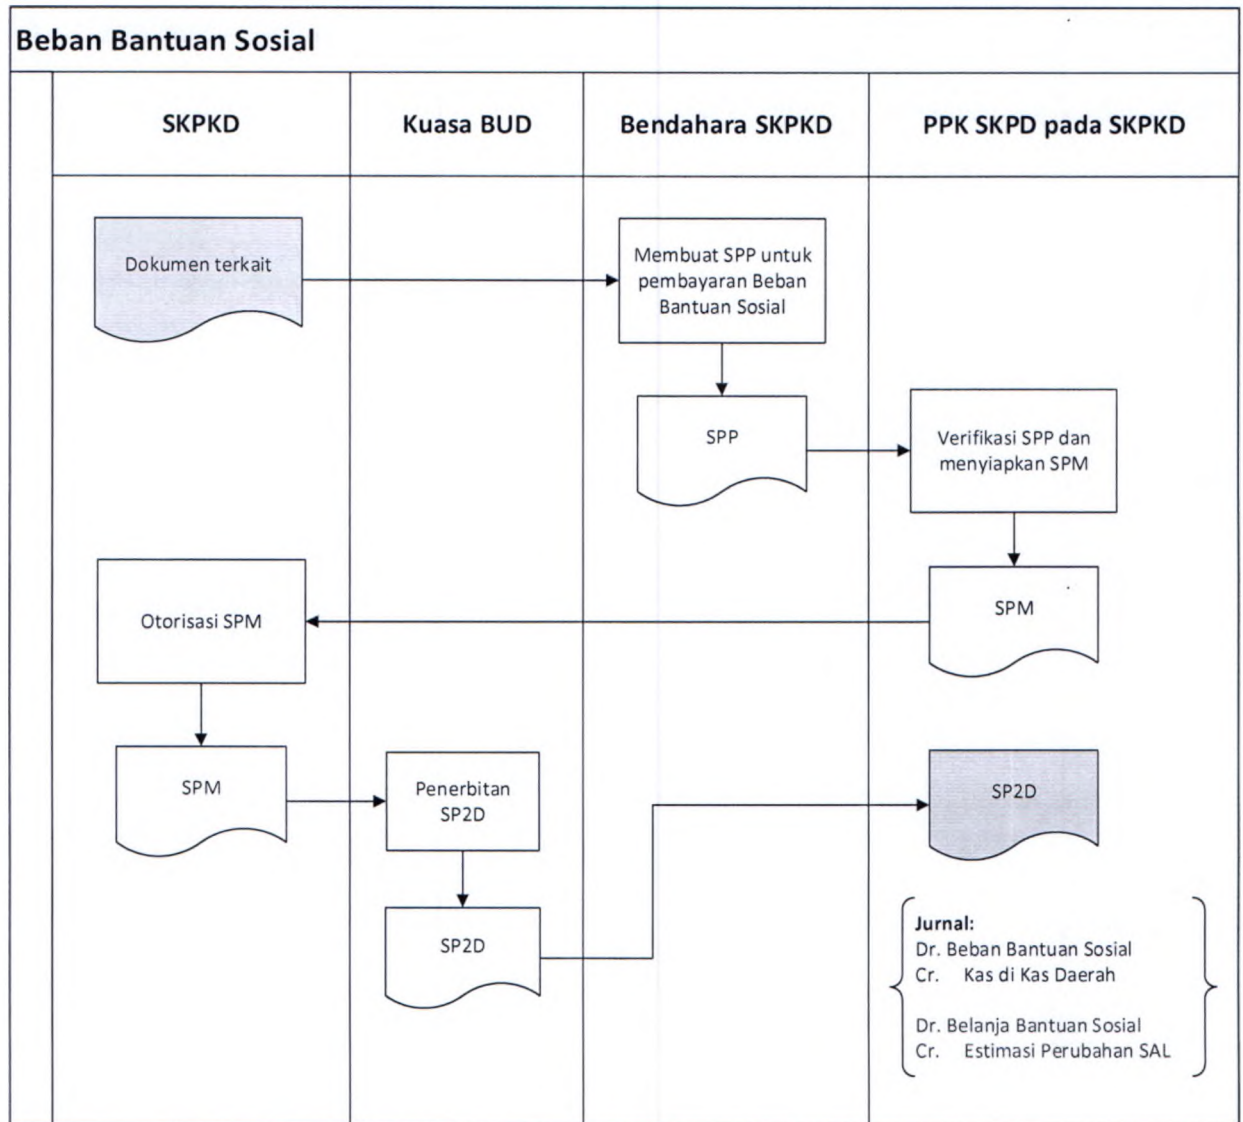 Beban Bantuan Sosial
SKPKD
Kuasa BUD
Bendahara SKPKD
PPK SKPD pada SKPKD
Dokumen terkait
Membuat SPP untuk
pembayaran Beban
Bantuan Sosial
SPP
Verifikasi SPP dan
menyiapkan SPM
SPM
Otorisasi SPM
SPM
Penerbitan
SP2D
SP2D
SP2D
Jurnal:
Dr. Beban Bantuan Sosial
Cr. Kas di Kas Daerah
Dr. Belanja Bantuan Sosial
Cr. Estimasi Perubahan SAL